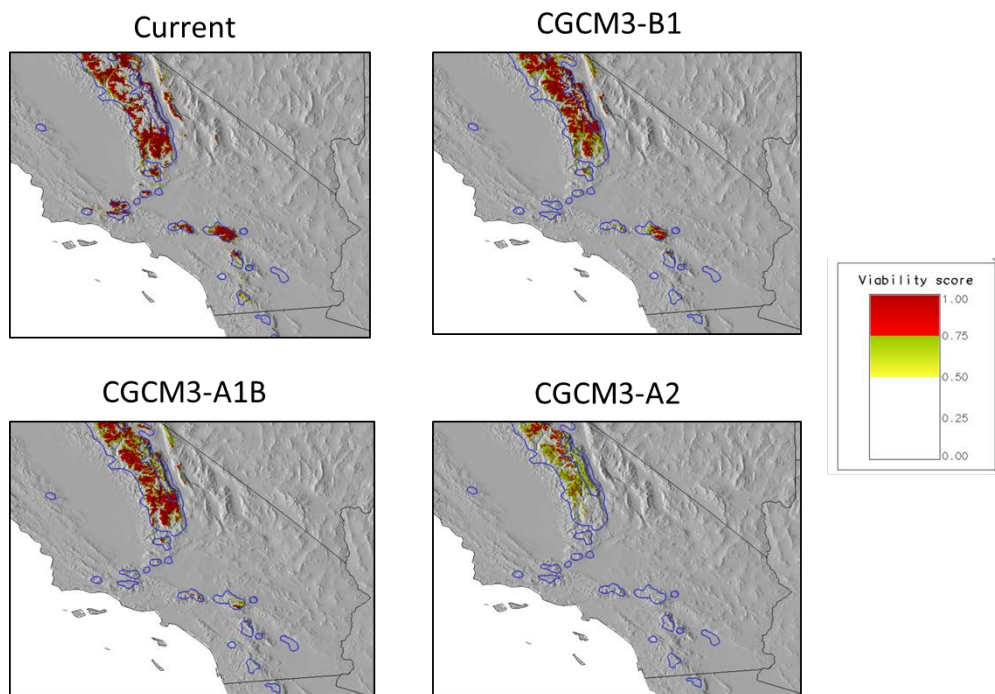 Current
CGCM3-B1
Viability score
1.00
0.75
0.50
0.25
0.00
CGCM3-A1B
CGCM3-A2